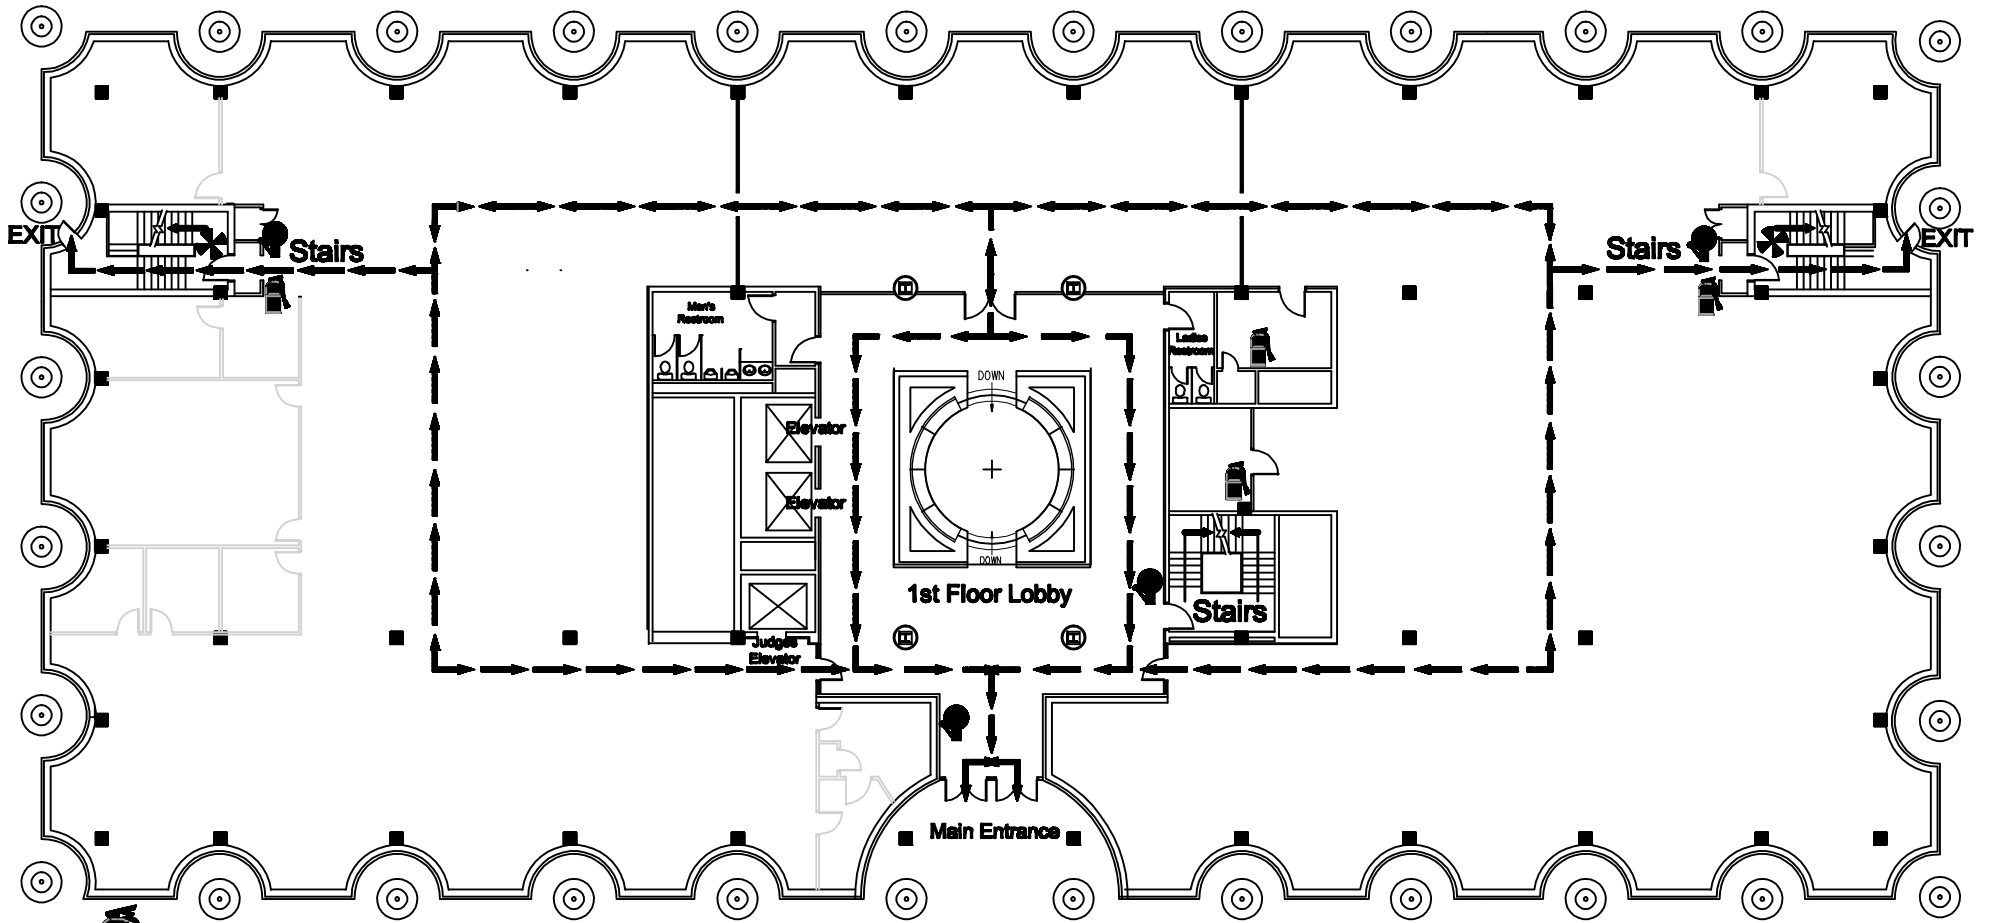 EXIT
Stairs
Stairs
EXIT
Men's
Restroom
Ladies
Restroom
DOWN
Elevator
Elevator
DOWN
1st Floor Lobby
Stairs
Judges
Elevator
Main Entrance